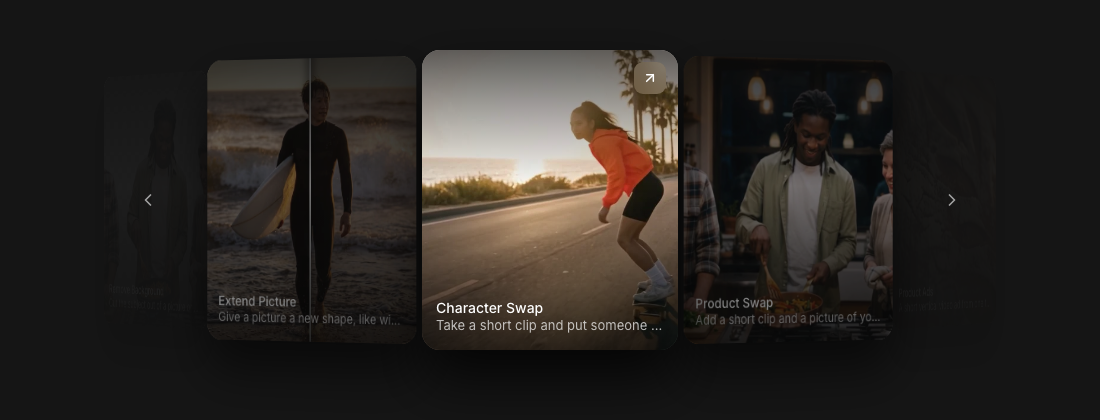 Extend Picture
Give a picture a new shape, like wi...
Character Swap
Take a short clip and put someone ...
Product Swap
Add a short clip and a picture of yo...